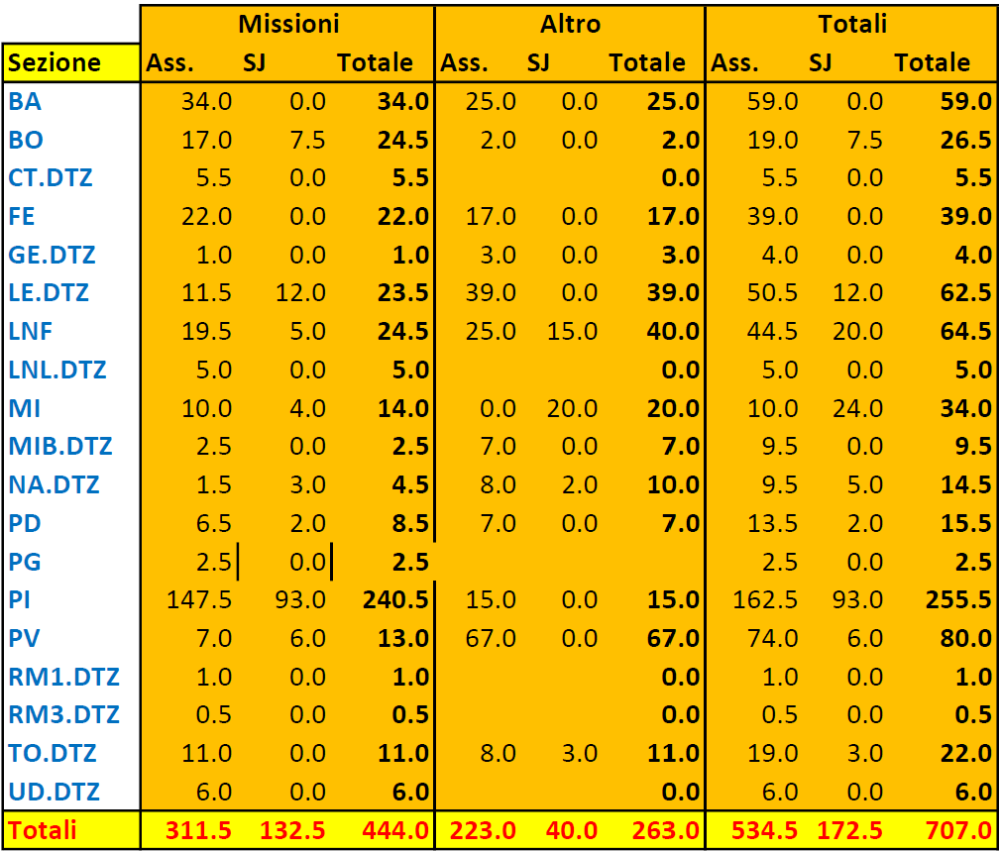 Missioni Altro Totali
Sezione Ass. SJ Totale Ass. SJ Totale Ass. SJ Totale
BA 34.0 0.0 34.0 25.0 0.0 25.0 59.0 0.0 59.0
BO 17.0 7.5 24.5 2.0 0.0 2.0 19.0 7.5 26.5
CT.DTZ 5.5 0.0 5.5 0.0 5.5 0.0 5.5
FE 22.0 0.0 22.0 17.0 0.0 17.0 39.0 0.0 39.0
GE.DTZ 1.0 0.0 1.0 3.0 0.0 3.0 4.0 0.0 4.0
LE.DTZ 11.5 12.0 23.5 39.0 0.0 39.0 50.5 12.0 62.5
LNF 19.5 5.0 24.5 25.0 15.0 40.0 44.5 20.0 64.5
LNL.DTZ 5.0 0.0 5.0 0.0 5.0 0.0 5.0
MI 10.0 4.0 14.0 0.0 20.0 20.0 10.0 24.0 34.0
MIB.DTZ 2.5 0.0 2.5 7.0 0.0 7.0 9.5 0.0 9.5
NA.DTZ 1.5 3.0 4.5 8.0 2.0 10.0 9.5 5.0 14.5
PD 6.5 2.0 8.5 7.0 0.0 7.0 13.5 2.0 15.5
PG 2.5 0.0 2.5 2.5 0.0 2.5
PI 147.5 93.0 240.5 15.0 0.0 15.0 162.5 93.0 255.5
PV 7.0 6.0 13.0 67.0 0.0 67.0 74.0 6.0 80.0
RM1.DTZ 1.0 0.0 1.0 0.0 1.0 0.0 1.0
RM3.DTZ 0.5 0.0 0.5 0.0 0.5 0.0 0.5
TO.DTZ 11.0 0.0 11.0 8.0 3.0 11.0 19.0 3.0 22.0
UD.DTZ 6.0 0.0 6.0 0.0 6.0 0.0 6.0
Totali 311.5 132.5 444.0 223.0 40.0 263.0 534.5 172.5 707.0